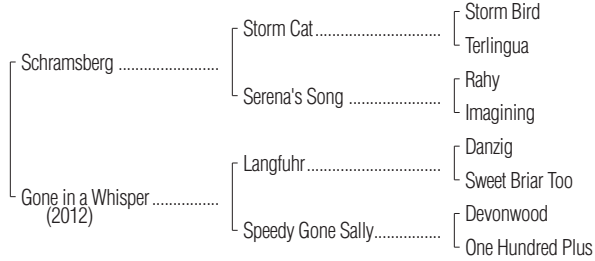 Storm Bird
Storm Cat........................................
Terlingua
Schramsberg ........................
Rahy
Serena's Song ......................
Imagining
Danzig
Langfuhr................................
Sweet Briar Too
Gone in a Whisper................
(2012)
Devonwood
Speedy Gone Sally................
One Hundred Plus